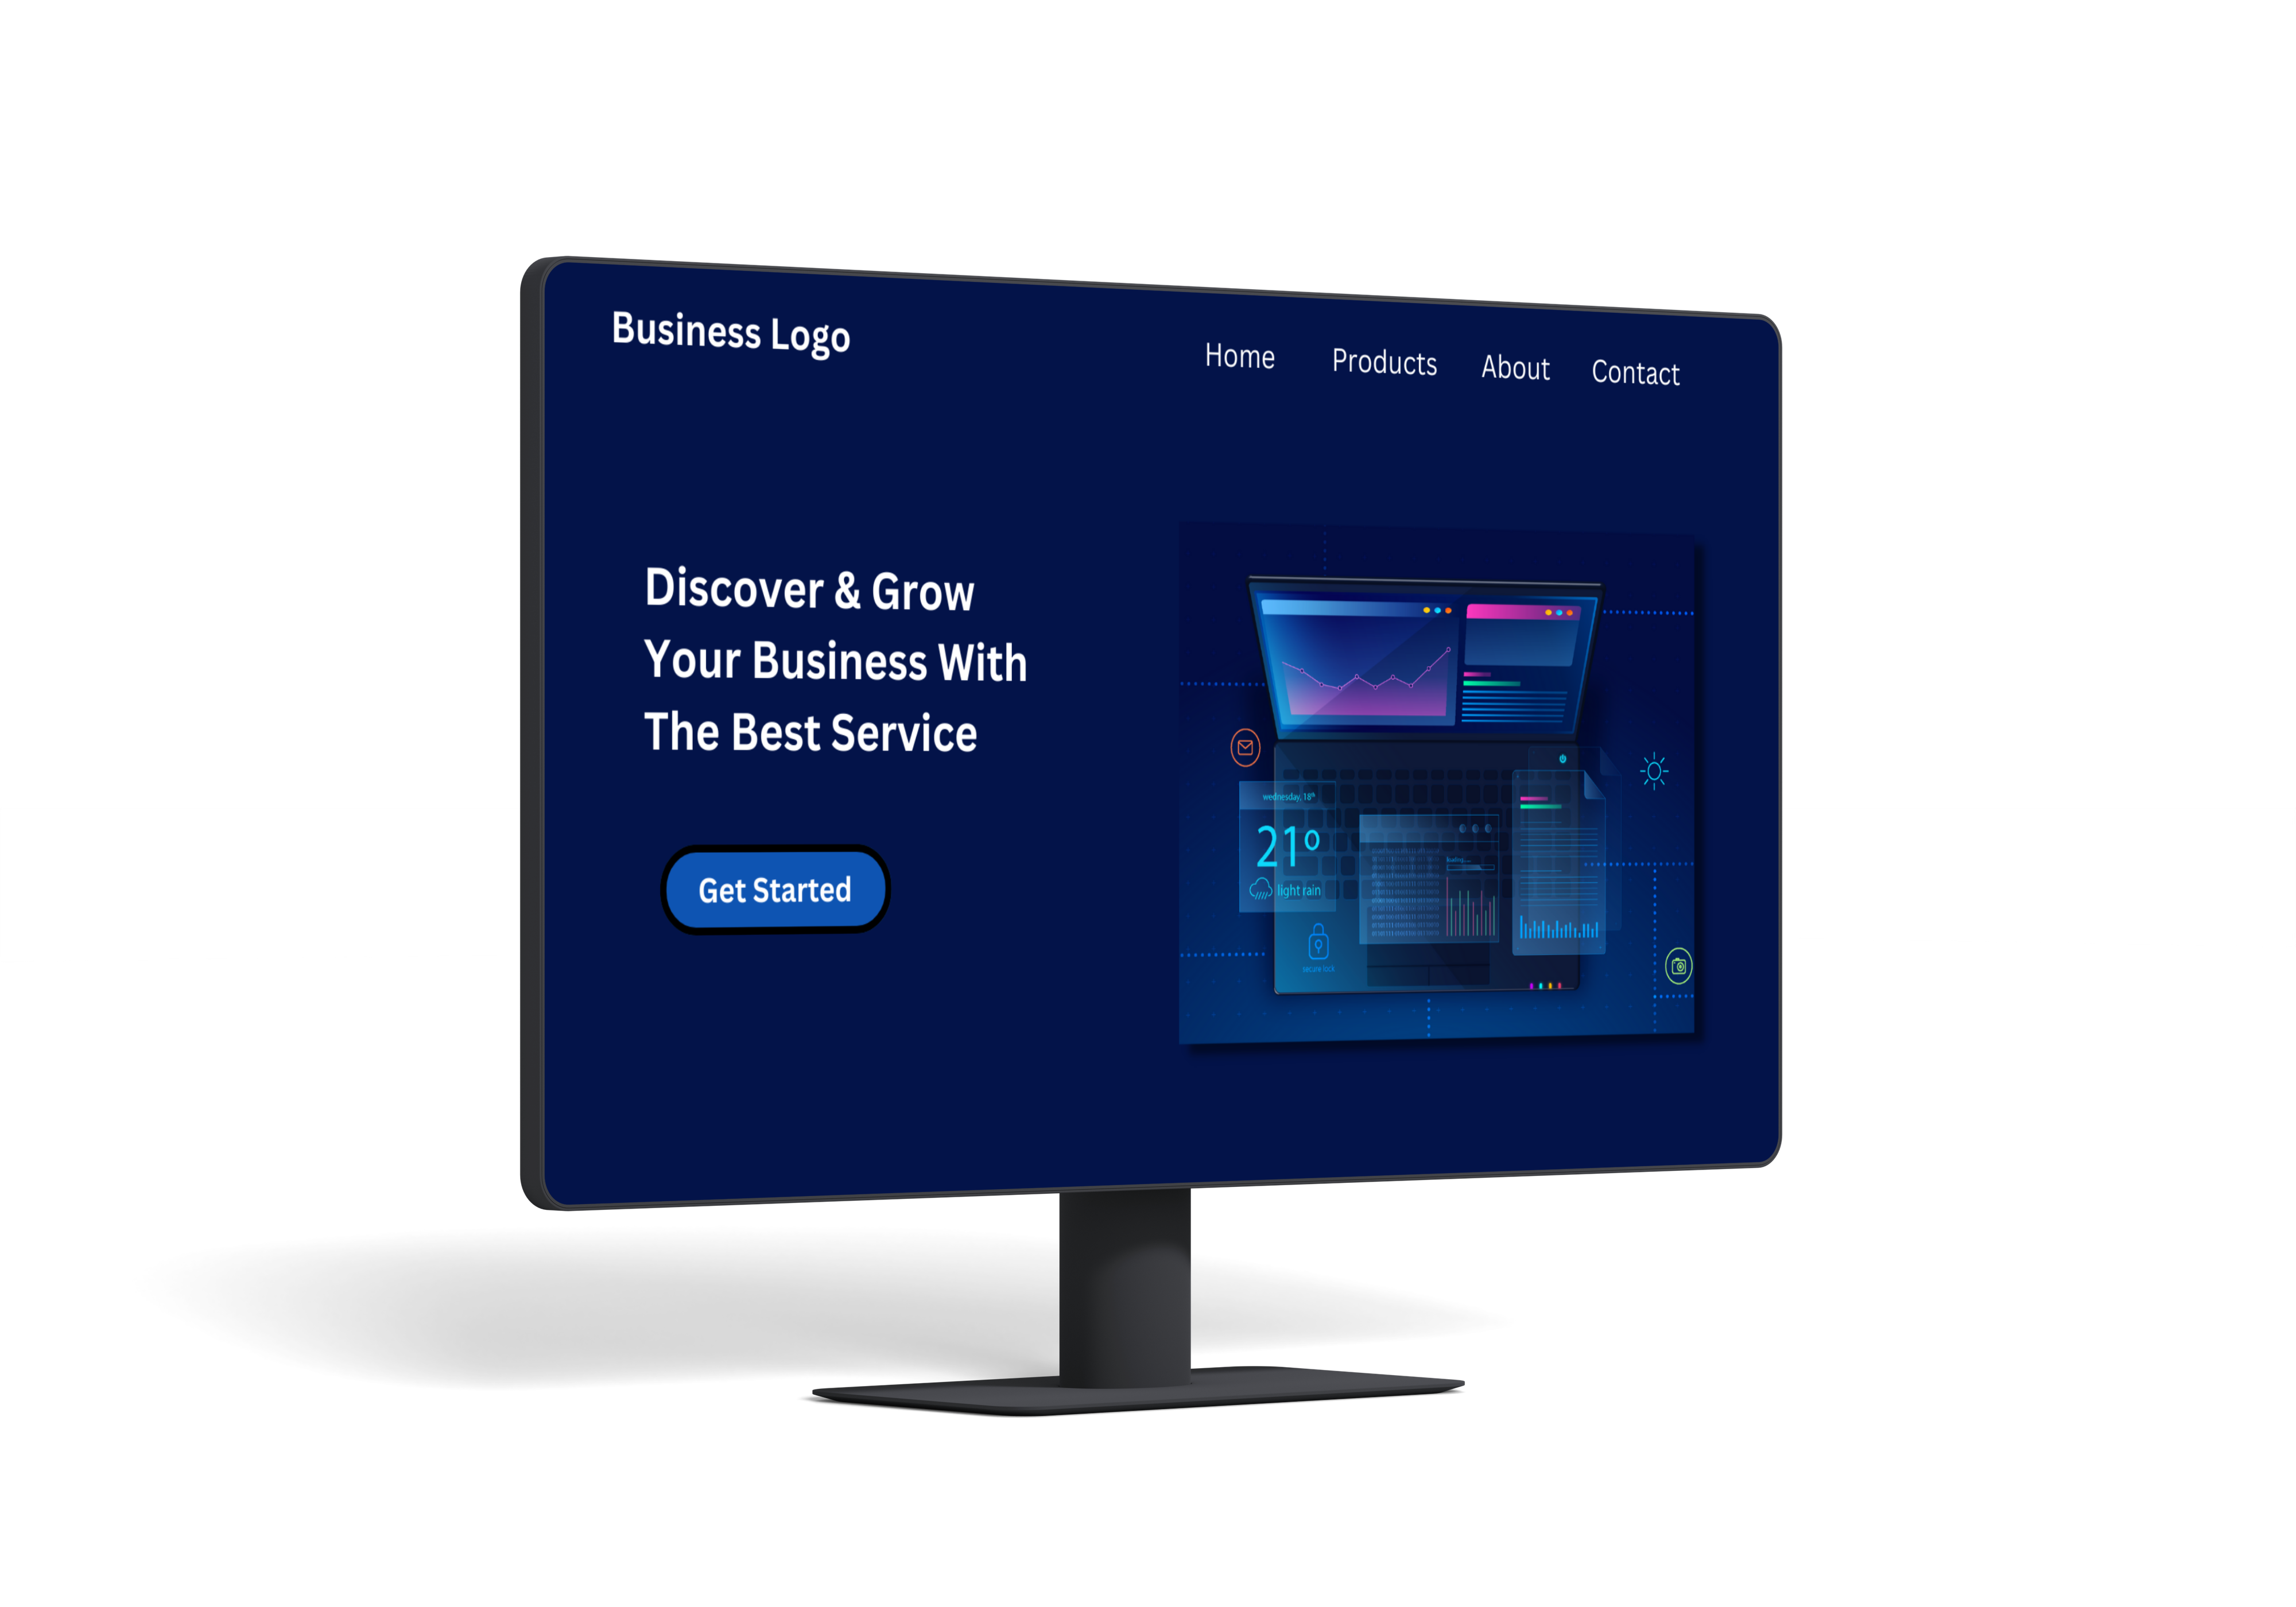 Business Logo
Home Products About Contact
Discover & Grow
Your Business With
The Best Service
Get Started
wednesday, 18th
21°
light rain
loading...
secure lock